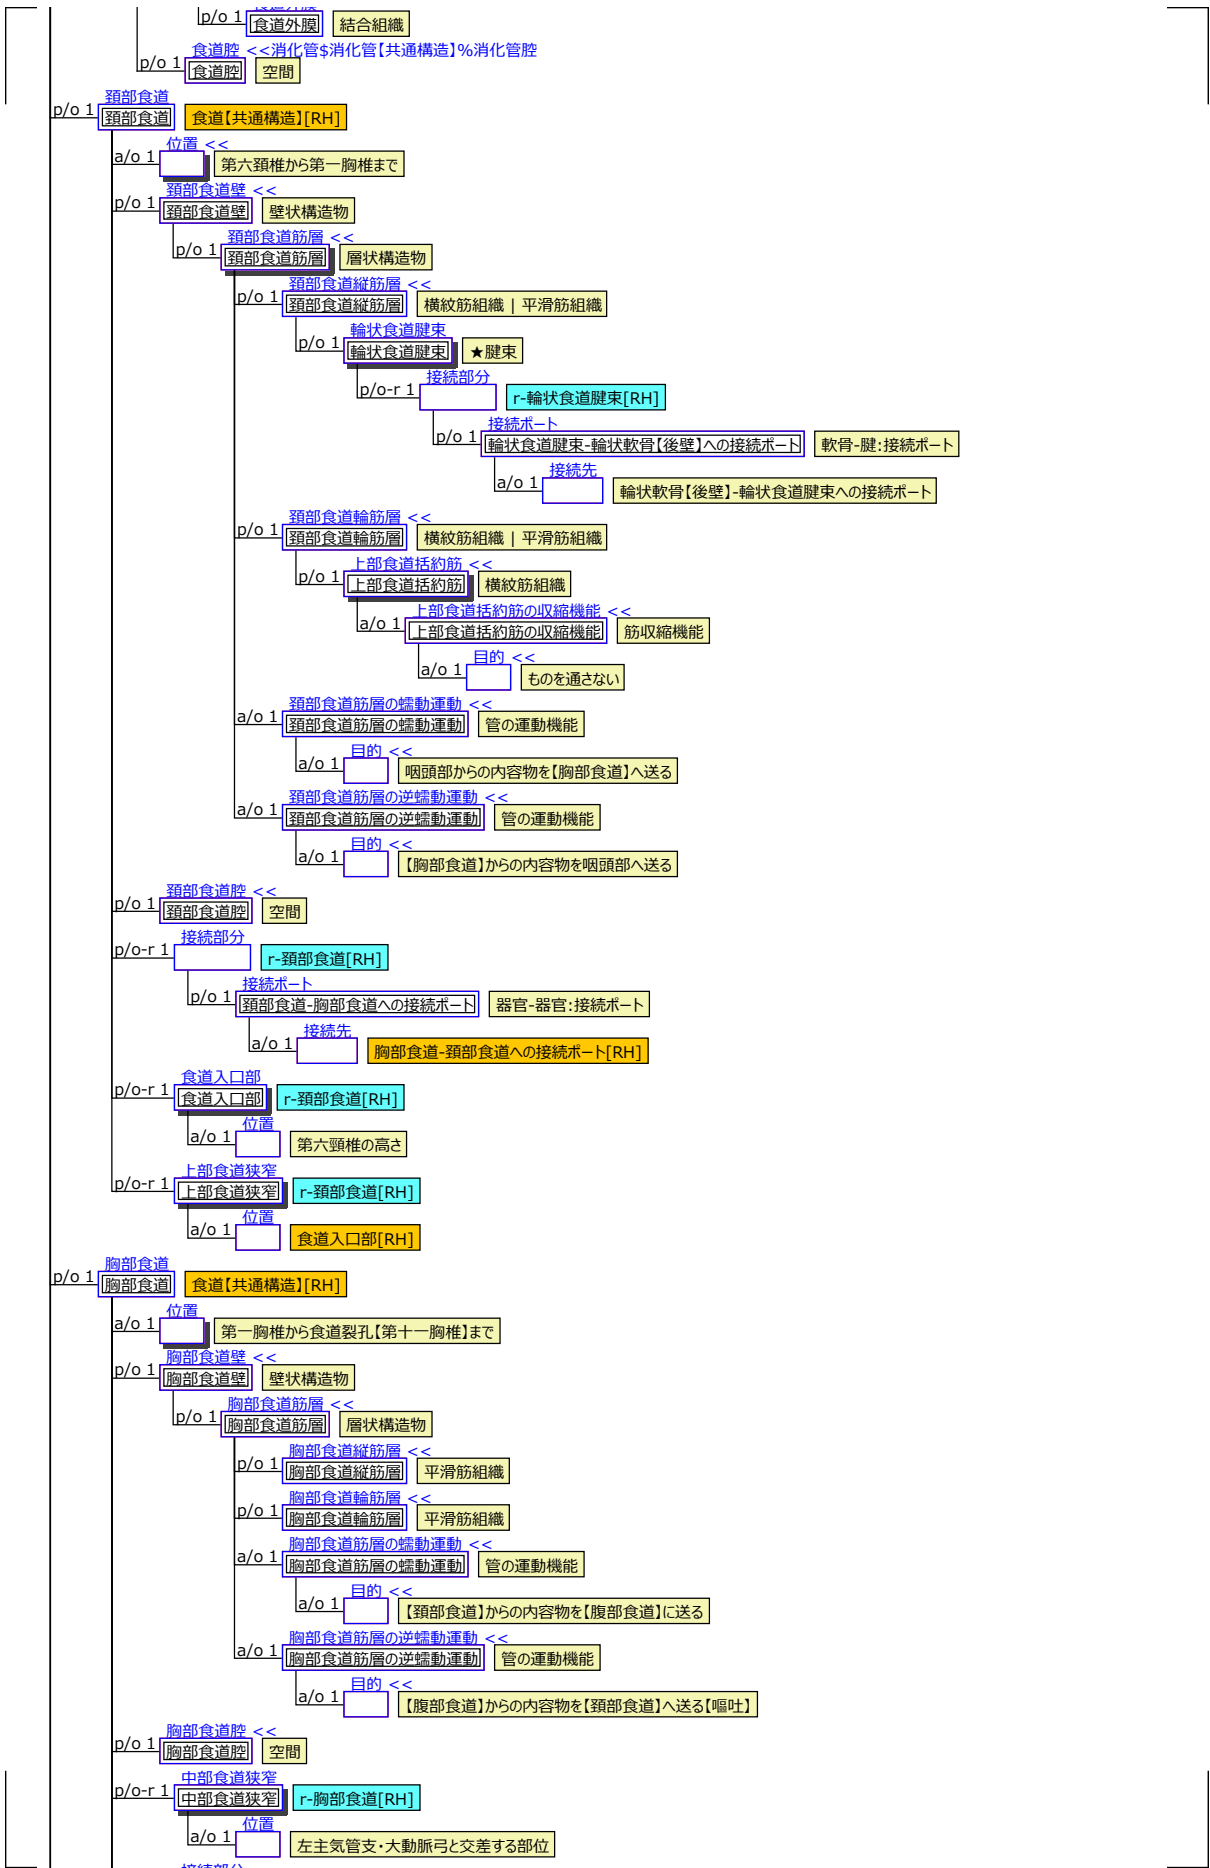 p/o 1 食道外膜 結合組織
食道腔 <<消化管$消化管【共通構造】%消化管腔
p/o 1 食道腔 空間
頚部食道
p/o 1 頚部食道 食道【共通構造】[RH]
位置 <<
a/o 1 第六頚椎から第一胸椎まで
頚部食道壁 <<
p/o 1 頚部食道壁 壁状構造物
頚部食道筋層 <<
p/o 1 頚部食道筋層 層状構造物
頚部食道縦筋層 <<
p/o 1 頚部食道縦筋層 横紋筋組織 | 平滑筋組織
輪状食道腱束
p/o 1 輪状食道腱束 ★腱束
接続部分
p/o-r 1 r-輪状食道腱束[RH]
接続ポート
p/o 1 輪状食道腱束-輪状軟骨【後壁】への接続ポート 軟骨-腱:接続ポート
接続先
a/o 1 輪状軟骨【後壁】-輪状食道腱束への接続ポート
頚部食道輪筋層 <<
p/o 1 頚部食道輪筋層 横紋筋組織 | 平滑筋組織
上部食道括約筋 <<
p/o 1 上部食道括約筋 横紋筋組織
上部食道括約筋の収縮機能 <<
a/o 1 上部食道括約筋の収縮機能 筋収縮機能
目的 <<
a/o 1 ものを通さない
頚部食道筋層の蠕動運動 <<
a/o 1 頚部食道筋層の蠕動運動 管の運動機能
目的 <<
a/o 1 咽頭部からの内容物を【胸部食道】へ送る
頚部食道筋層の逆蠕動運動 <<
a/o 1 頚部食道筋層の逆蠕動運動 管の運動機能
目的 <<
a/o 1 【胸部食道】からの内容物を咽頭部へ送る
頚部食道腔 <<
p/o 1 頚部食道腔 空間
接続部分
p/o-r 1 r-頚部食道[RH]
接続ポート
p/o 1 頚部食道-胸部食道への接続ポート 器官-器官:接続ポート
接続先
a/o 1 胸部食道-頚部食道への接続ポート[RH]
食道入口部
p/o-r 1 食道入口部 r-頚部食道[RH]
位置
a/o 1 第六頸椎の高さ
上部食道狭窄
p/o-r 1 上部食道狭窄 r-頚部食道[RH]
位置
a/o 1 食道入口部[RH]
胸部食道
p/o 1 胸部食道 食道【共通構造】[RH]
位置
a/o 1 第一胸椎から食道裂孔【第十一胸椎】まで
胸部食道壁 <<
p/o 1 胸部食道壁 壁状構造物
胸部食道筋層 <<
p/o 1 胸部食道筋層 層状構造物
胸部食道縦筋層 <<
p/o 1 胸部食道縦筋層 平滑筋組織
胸部食道輪筋層 <<
p/o 1 胸部食道輪筋層 平滑筋組織
胸部食道筋層の蠕動運動 <<
a/o 1 胸部食道筋層の蠕動運動 管の運動機能
目的 <<
a/o 1 【頚部食道】からの内容物を【腹部食道】に送る
胸部食道筋層の逆蠕動運動 <<
a/o 1 胸部食道筋層の逆蠕動運動 管の運動機能
目的 <<
a/o 1 【腹部食道】からの内容物を【頚部食道】へ送る【嘔吐】
胸部食道腔 <<
p/o 1 胸部食道腔 空間
中部食道狭窄
p/o-r 1 中部食道狭窄 r-胸部食道[RH]
位置
a/o 1 左主気管支・大動脈弓と交差する部位